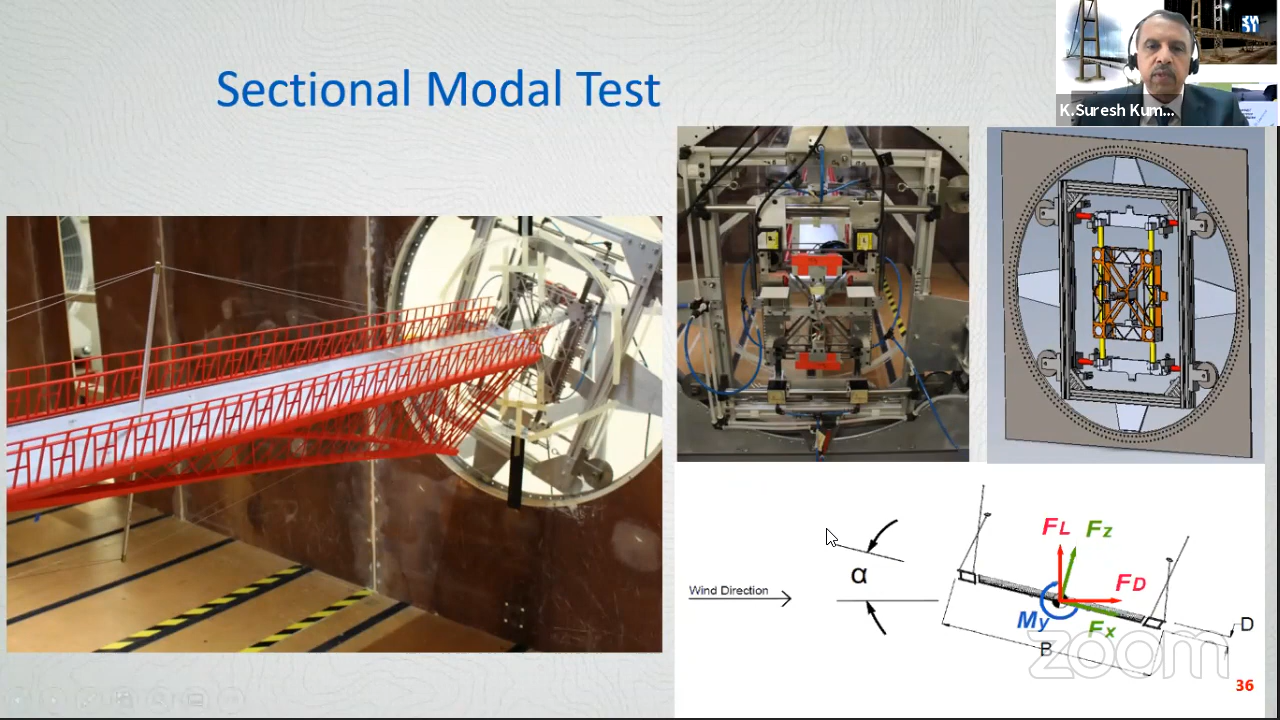 Sectional Modal Test
K.Suresh Kum...
Wind Direction
α
FL
Fz
FD
My
Fx
B
D
zoom
36